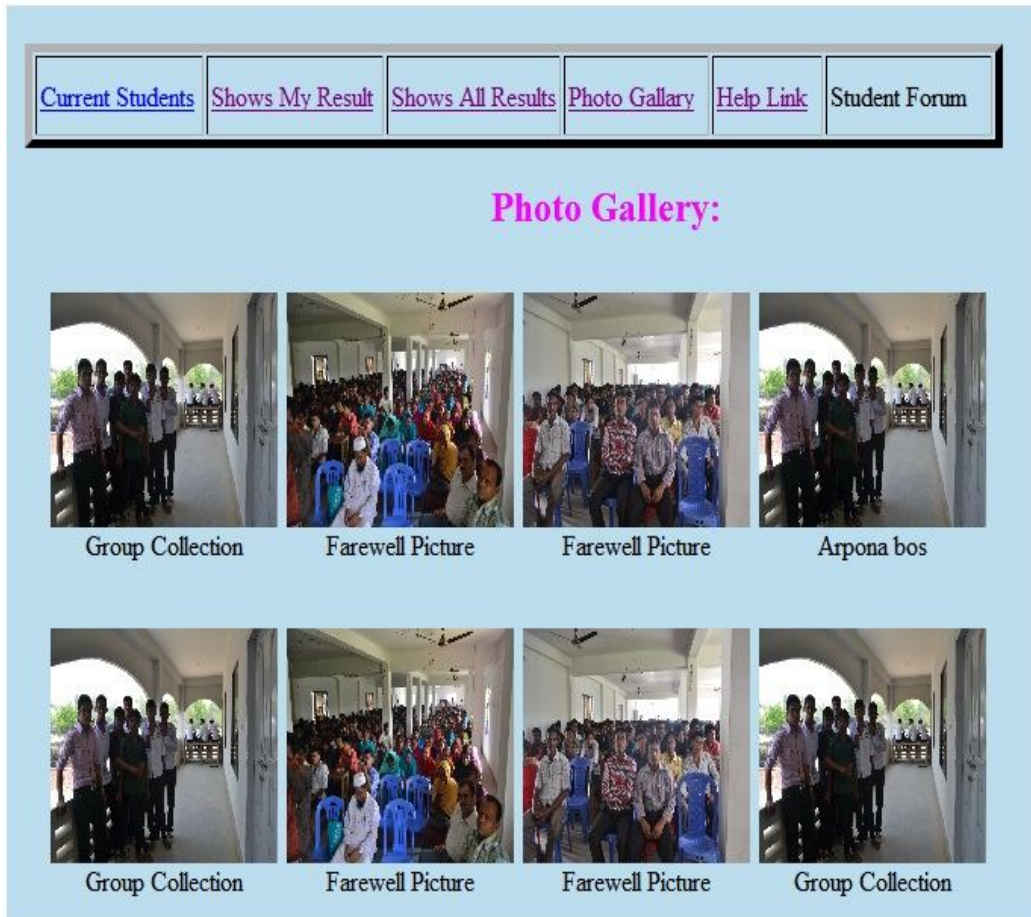 Current Students Shows My Result Shows All Results Photo Gallary Help Link Student Forum
Photo Gallery:
Group Collection Farewell Picture Farewell Picture Arpona bos
Group Collection Farewell Picture Farewell Picture Group Collection